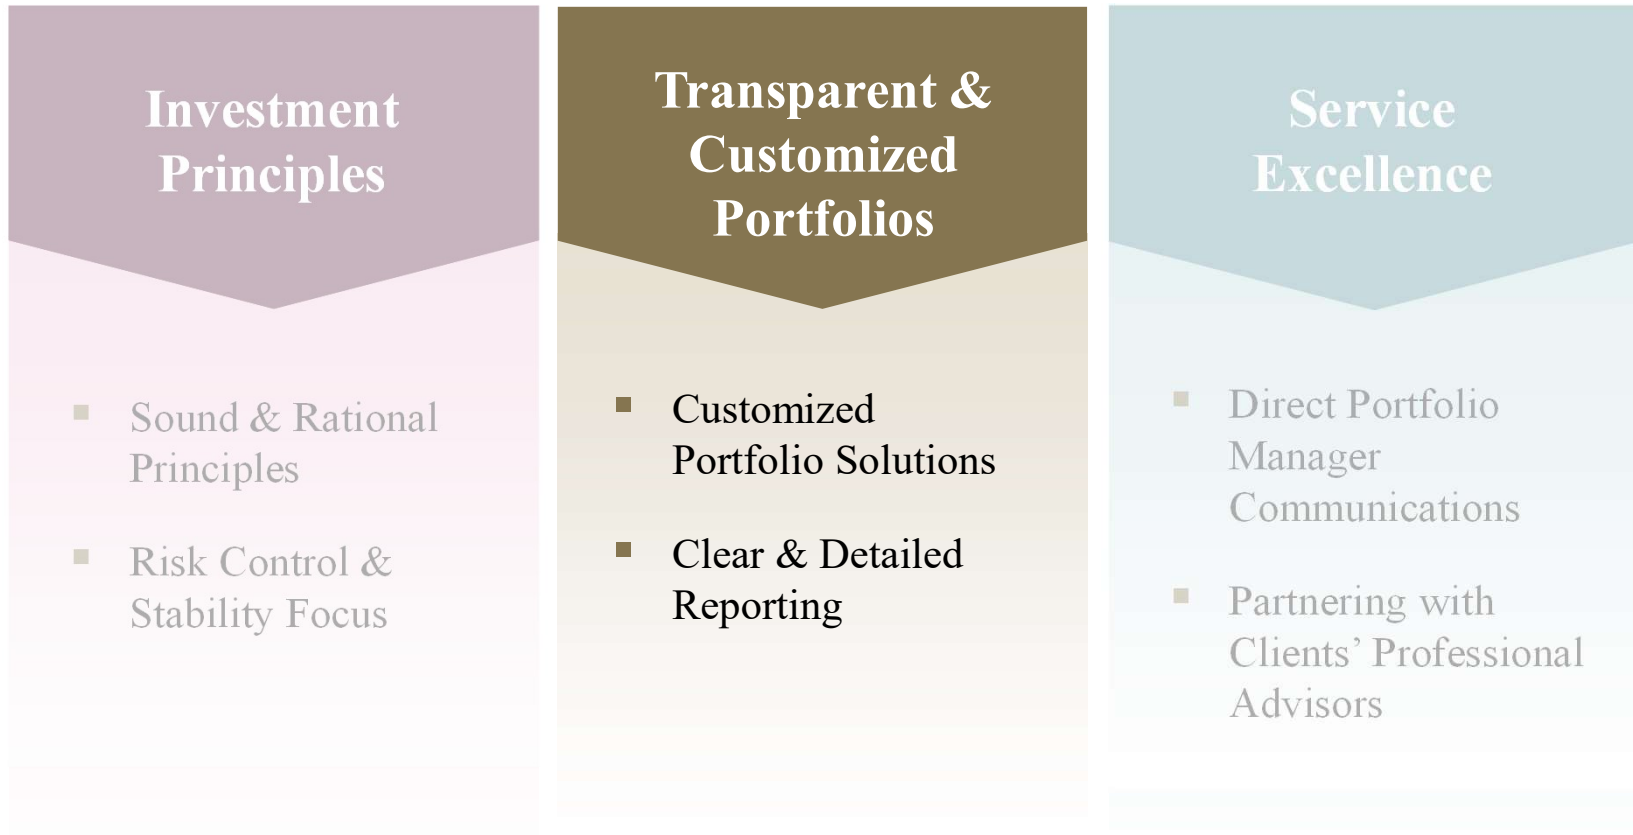 Investment
Principles
Sound & Rational
Principles
Risk Control &
Stability Focus
Transparent &
Customized
Portfolios
Customized
Portfolio Solutions
Clear & Detailed
Reporting
Service
Excellence
Direct Portfolio
Manager
Communications
Partnering with
Clients’ Professional
Advisors